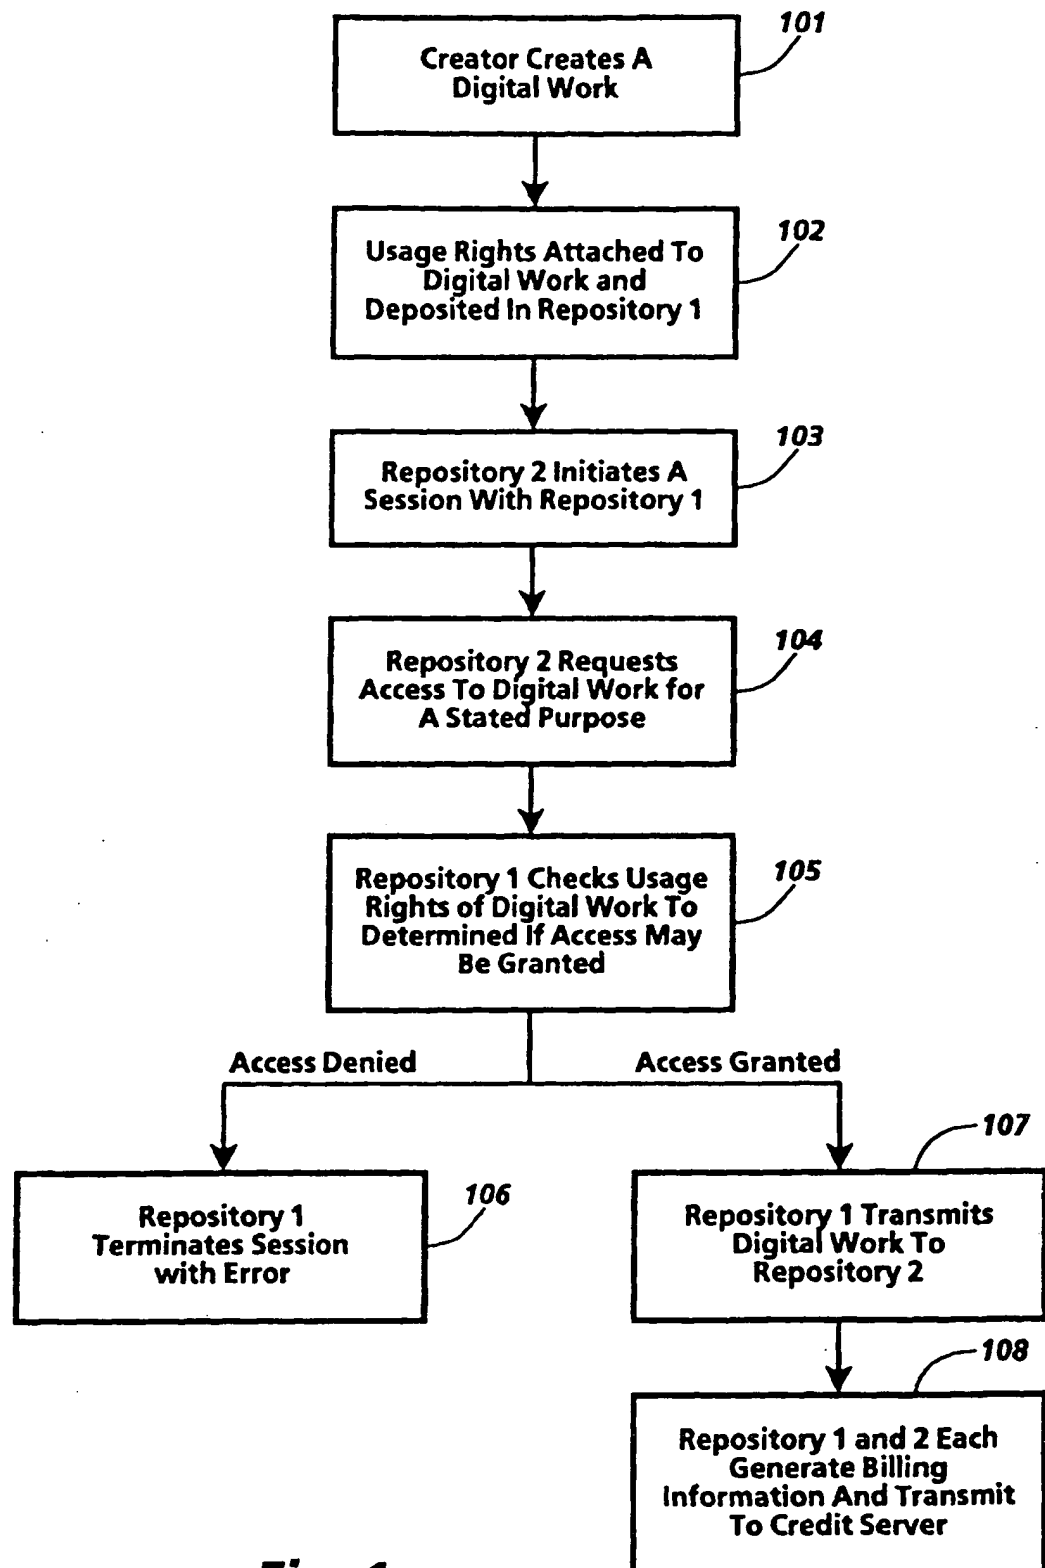 101
Creator Creates A
Digital Work
102
Usage Rights Attached To
Digital Work and
Deposited In Repository 1
103
Repository 2 Initiates A
Session With Repository 1
104
Repository 2 Requests
Access To Digital Work for
A Stated Purpose
105
Repository 1 Checks Usage
Rights of Digital Work To
Determined If Access May
Be Granted
Access Denied
Access Granted
106
Repository 1
Terminates Session
with Error
107
Repository 1 Transmits
Digital Work To
Repository 2
108
Repository 1 and 2 Each
Generate Billing
Information And Transmit
To Credit Server